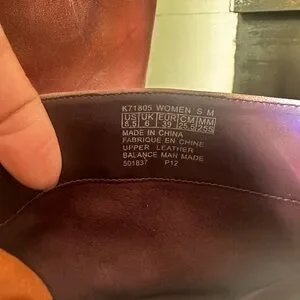 K71805 WOMEN S M
US UK EUR CM MM
8.5 6 39 25.5 255
MADE IN CHINA
FABRIQUE EN CHINE
UPPER LEATHER
BALANCE MAN MADE
501837 P12